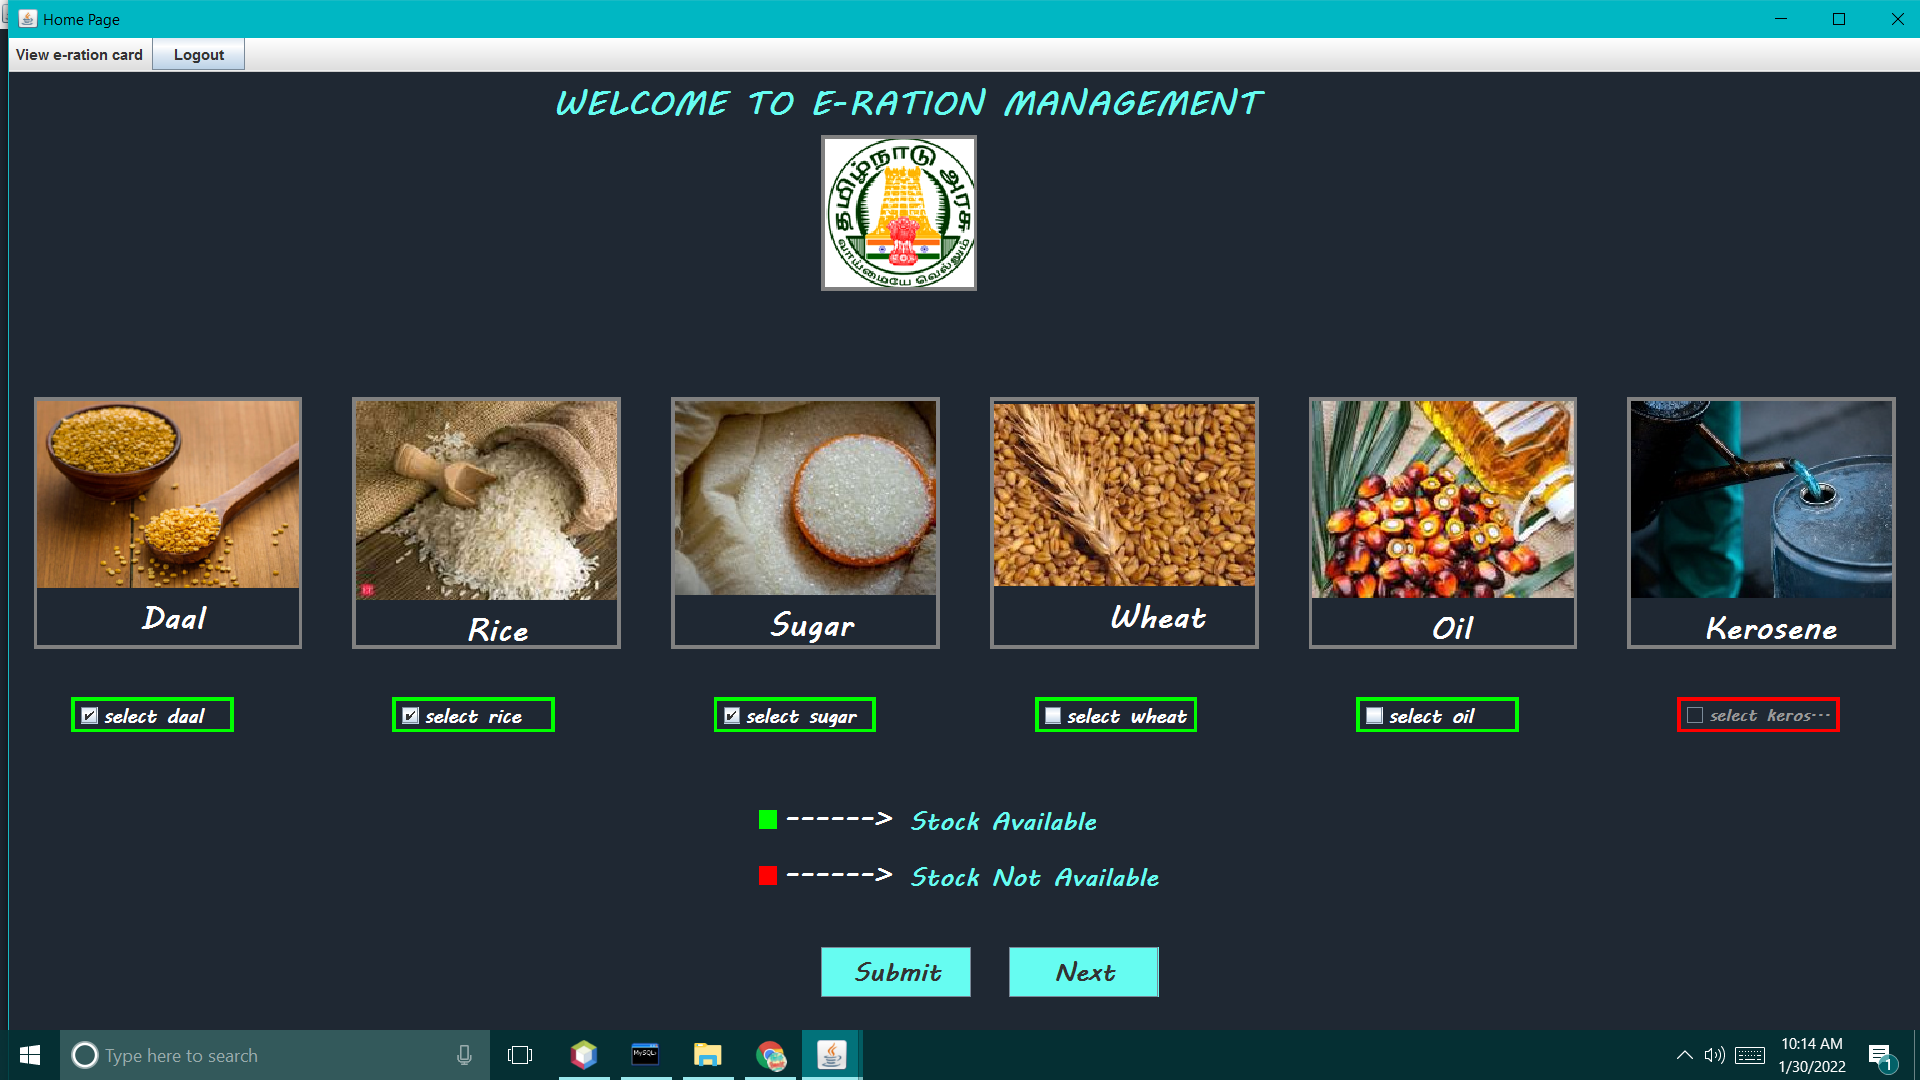 Home Page
View e-ration card Logout
WELCOME TO E-RATION MANAGEMENT
தமிழ்நாடு அரசு
வாய்மையே வெல்லும்
Daal
Rice
Sugar
Wheat
Oil
Kerosene
select daal
select rice
select sugar
select wheat
select oil
select keros...
------> Stock Available
------> Stock Not Available
Submit Next
Type here to search
MySQL
10:14 AM
1/30/2022
1